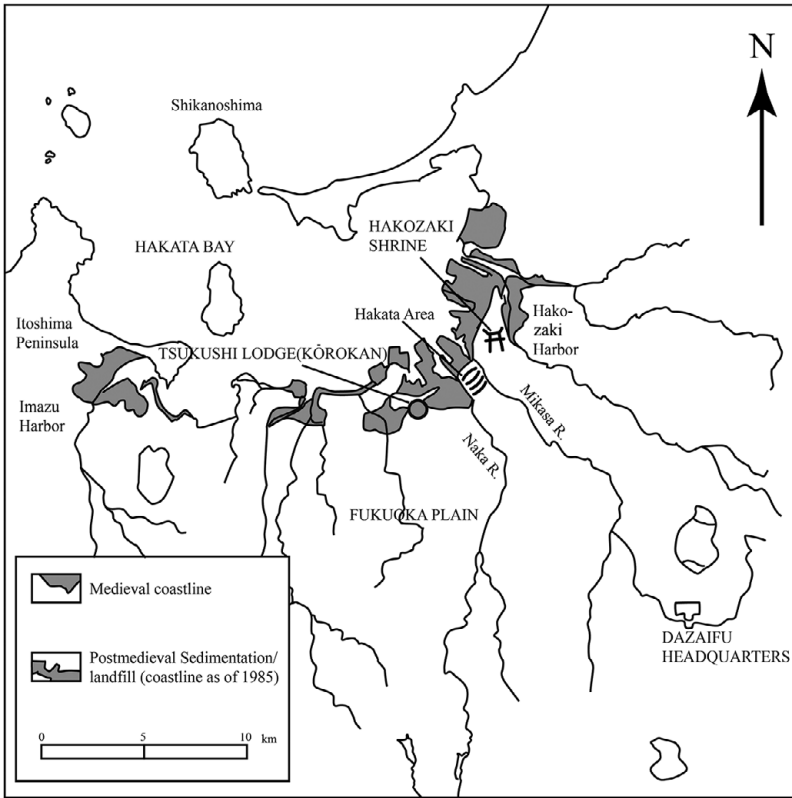 N
Shikanoshima
HAKOZAKI
SHRINE
HAKATA BAY
Hakata Area
Hako-
zaki
Harbor
Itoshima
Peninsula
TSUKUSHI LODGE(KŌROKAN)
Imazu
Harbor
Mikasa R.
Naka R.
FUKUOKA PLAIN
DAZAIFU
HEADQUARTERS
Medieval coastline
Postmedieval Sedimentation/
landfill (coastline as of 1985)
0 5 10 km